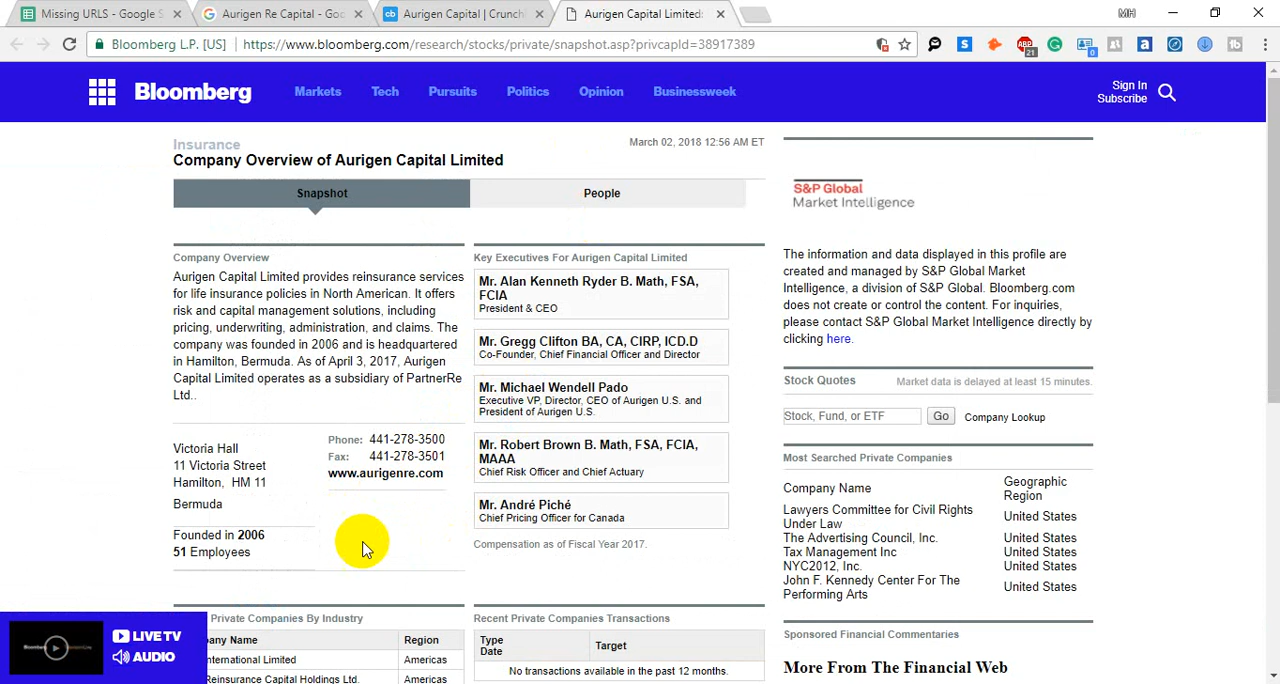 Missing URLS - Google S
Aurigen Re Capital - Goo
Aurigen Capital | Crunch
Aurigen Capital Limited:
MH
Bloomberg L.P. [US]
https://www.bloomberg.com/research/stocks/private/snapshot.asp?privcapId=38917389
Bloomberg
Markets
Tech
Pursuits
Politics
Opinion
Businessweek
Sign In
Subscribe
Insurance
March 02, 2018 12:56 AM ET
Company Overview of Aurigen Capital Limited
Snapshot
People
Company Overview
Aurigen Capital Limited provides reinsurance services
for life insurance policies in North American. It offers
risk and capital management solutions, including
pricing, underwriting, administration, and claims. The
company was founded in 2006 and is headquartered
in Hamilton, Bermuda. As of April 3, 2017, Aurigen
Capital Limited operates as a subsidiary of PartnerRe
Ltd..
Victoria Hall
11 Victoria Street
Hamilton, HM 11
Bermuda
Phone: 441-278-3500
Fax: 441-278-3501
www.aurigenre.com
Founded in 2006
51 Employees
Key Executives For Aurigen Capital Limited
Mr. Alan Kenneth Ryder B. Math, FSA,
FCIA
President & CEO
Mr. Gregg Clifton BA, CA, CIRP, ICD.D
Co-Founder, Chief Financial Officer and Director
Mr. Michael Wendell Pado
Executive VP, Director, CEO of Aurigen U.S. and
President of Aurigen U.S.
Mr. Robert Brown B. Math, FSA, FCIA,
MAAA
Chief Risk Officer and Chief Actuary
Mr. André Piché
Chief Pricing Officer for Canada
Compensation as of Fiscal Year 2017.
S&P Global
Market Intelligence
The information and data displayed in this profile are
created and managed by S&P Global Market
Intelligence, a division of S&P Global. Bloomberg.com
does not create or control the content. For inquiries,
please contact S&P Global Market Intelligence directly by
clicking here.
Stock Quotes
Market data is delayed at least 15 minutes.
Stock, Fund, or ETF
Go
Company Lookup
Most Searched Private Companies
Company Name
Geographic
Region
Lawyers Committee for Civil Rights
Under Law
United States
The Advertising Council, Inc.
United States
Tax Management Inc
United States
NYC2012, Inc.
United States
John F. Kennedy Center For The
Performing Arts
United States
Sponsored Financial Commentaries
More From The Financial Web
Private Companies By Industry
any Name
Region
nternational Limited
Americas
Reinsurance Capital Holdings Ltd.
Americas
Recent Private Companies Transactions
Type
Date
Target
No transactions available in the past 12 months.
LIVE TV
AUDIO